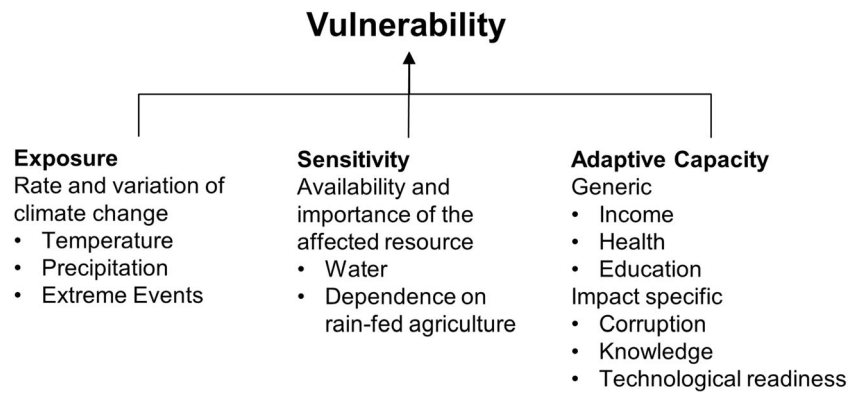 Vulnerability
Exposure
Rate and variation of
climate change
• Temperature
• Precipitation
• Extreme Events
Sensitivity
Availability and
importance of the
affected resource
• Water
• Dependence on
rain-fed agriculture
Adaptive Capacity
Generic
• Income
• Health
• Education
Impact specific
• Corruption
• Knowledge
• Technological readiness